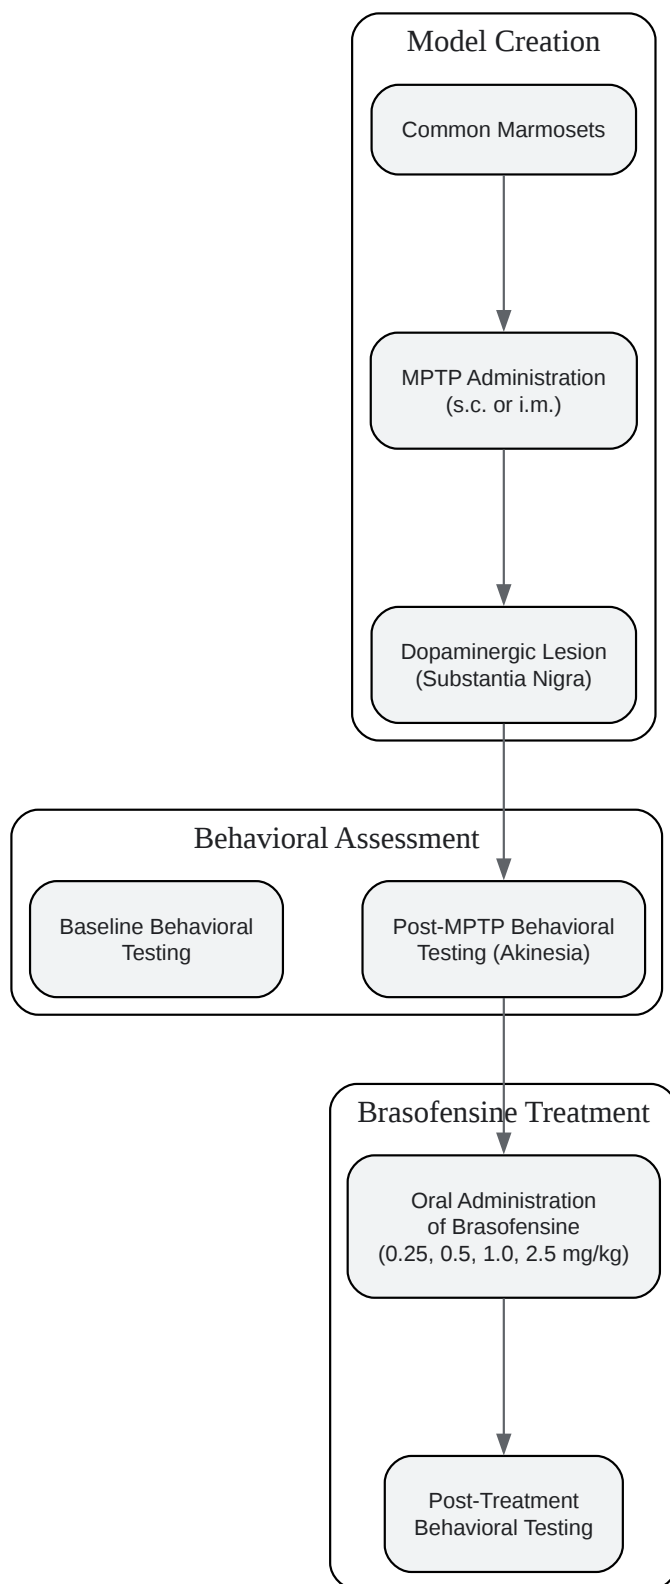 Model Creation
Common Marmosets
MPTP Administration
(s.c. or i.m.)
Dopaminergic Lesion
(Substantia Nigra)
Behavioral Assessment
Baseline Behavioral
Testing
Post-MPTP Behavioral
Testing (Akinesia)
Brasofensine Treatment
Oral Administration
of Brasofensine
(0.25, 0.5, 1.0, 2.5 mg/kg)
Post-Treatment
Behavioral Testing